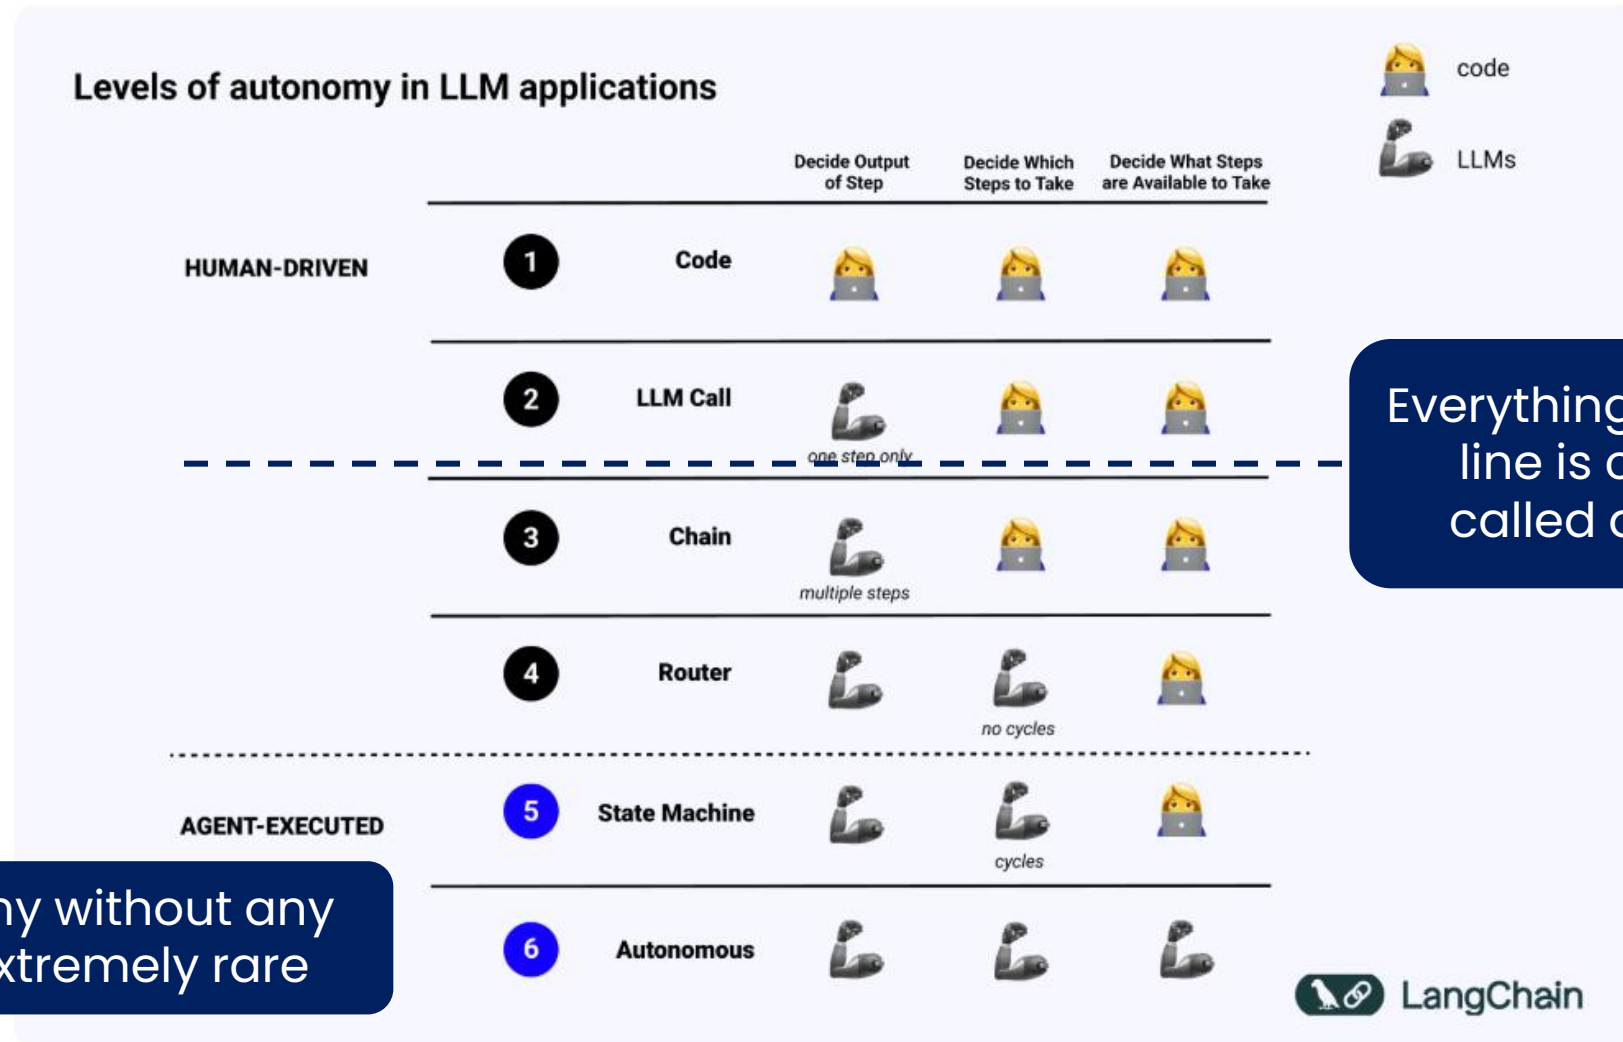 Levels of autonomy in LLM applications
code
LLMs
Decide Output
of Step
Decide Which
Steps to Take
Decide What Steps
are Available to Take
HUMAN-DRIVEN
1
Code
2
LLM Call
one step only
Everything
line is
called
3
Chain
multiple steps
4
Router
no cycles
AGENT-EXECUTED
5
State Machine
cycles
without any
rare
6
Autonomous
LangChain